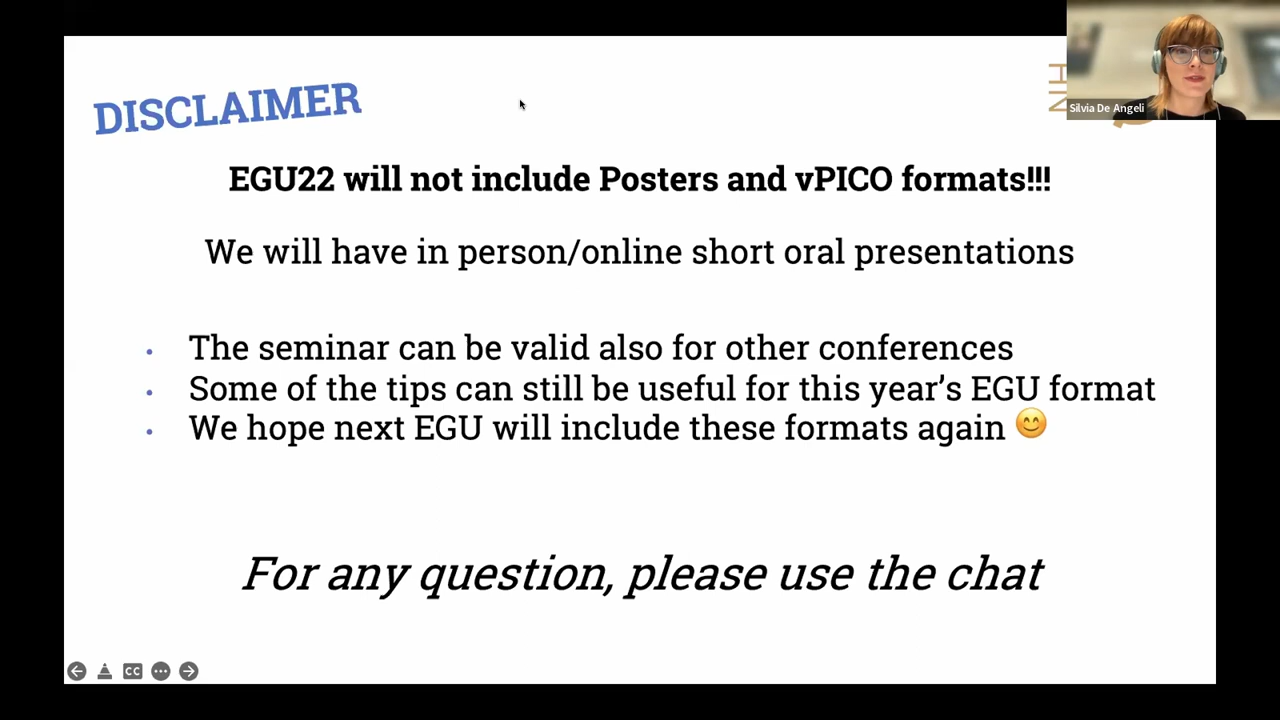 DISCLAIMER
HN
Silvia De Angeli
EGU22 will not include Posters and vPICO formats!!!
We will have in person/online short oral presentations
• The seminar can be valid also for other conferences
• Some of the tips can still be useful for this year's EGU format
• We hope next EGU will include these formats again 😊
For any question, please use the chat
CC